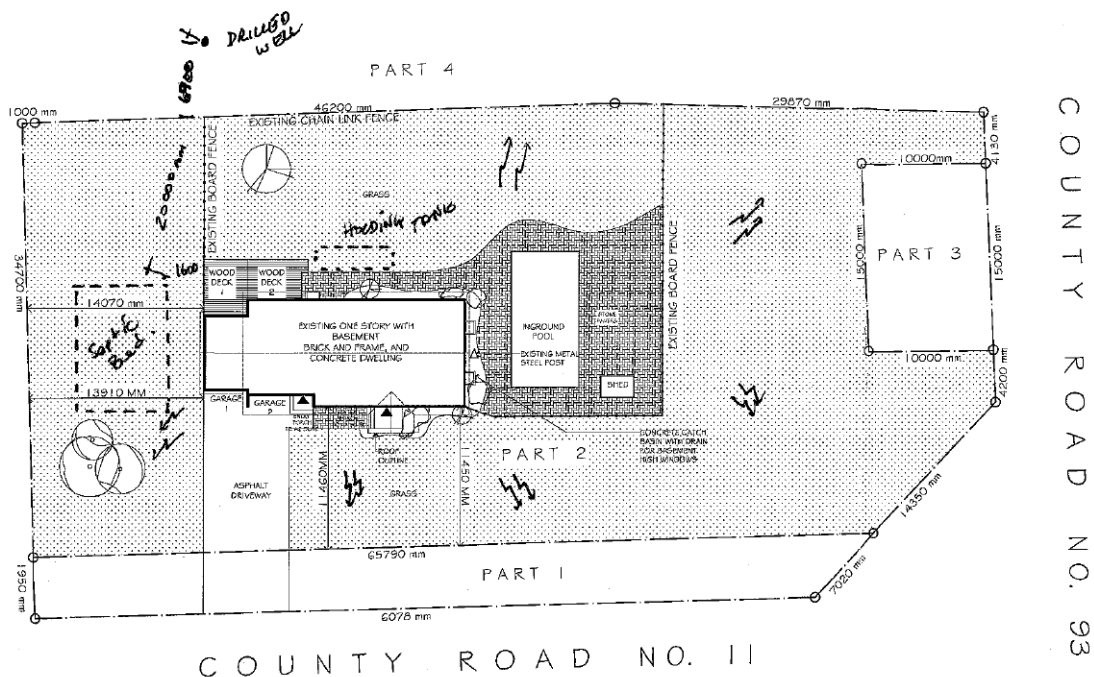 DRILLED
WELL
6900
PART 4
1000 mm
46200 mm
29870 mm
EXISTING CHAIN LINK FENCE
EXISTING BOARD FENCE
4130 mm
20000 mm
GRASS
HOLDING TANKS
10000mm
PART 3
15000 mm
15000 mm
10000 mm
4200 mm
34700 mm
1600
WOOD
DECK
1
WOOD
DECK
2
14070 mm
Septic
Bed
13910 MM
EXISTING ONE STORY WITH
BASEMENT
BRICK AND FRAME, AND
CONCRETE DWELLING
INGROUND
POOL
EXISTING METAL
STEEL POST
SHED
EXISTING BOARD FENCE
GARAGE
1
GARAGE
2
CONCRETE CATCH
BASIN WITH DRAIN
FOR BASEMENT
HIGH WINDOWS
ROOF
OUTLINE
PART 2
ASPHALT
DRIVEWAY
11460MM
GRASS
11450 MM
14350 mm
65790 mm
1950 mm
PART 1
7020 mm
6078 mm
COUNTY ROAD NO. 11
COUNTY ROAD NO. 93